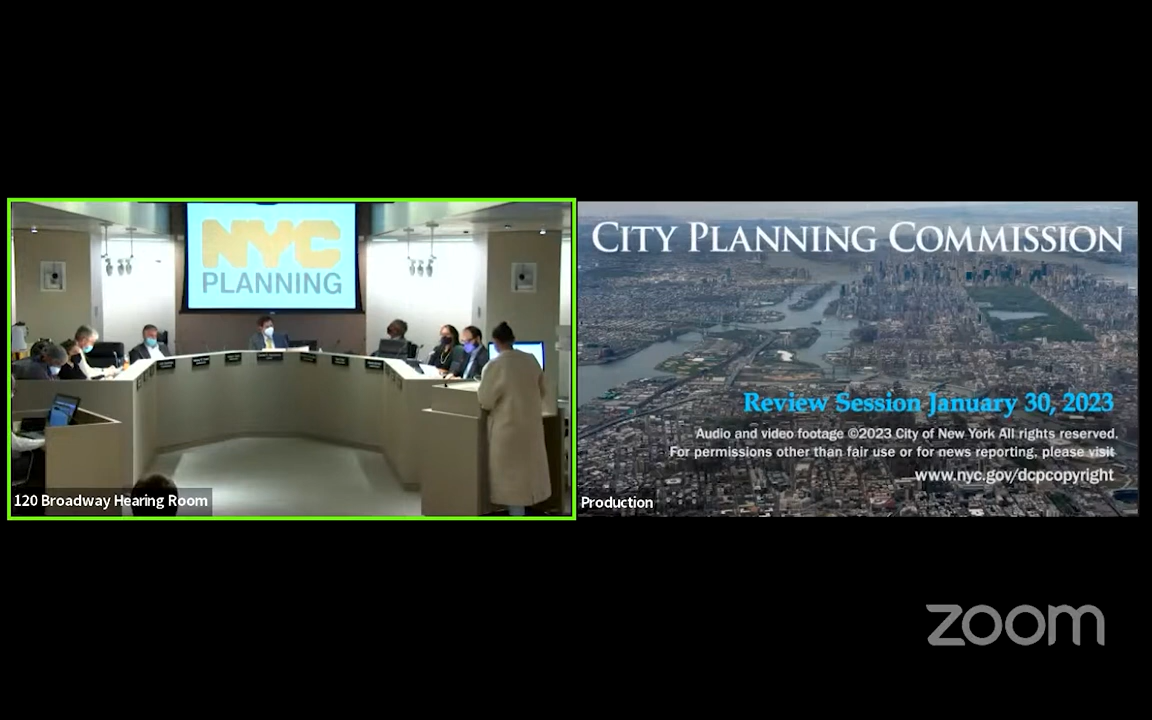 NYC
PLANNING
120 Broadway Hearing Room
CITY PLANNING COMMISSION
Review Session January 30, 2023
Audio and video footage ©2023 City of New York All rights reserved.
For permissions other than fair use or for news reporting, please visit
www.nyc.gov/dcpcopyright
Production
zoom